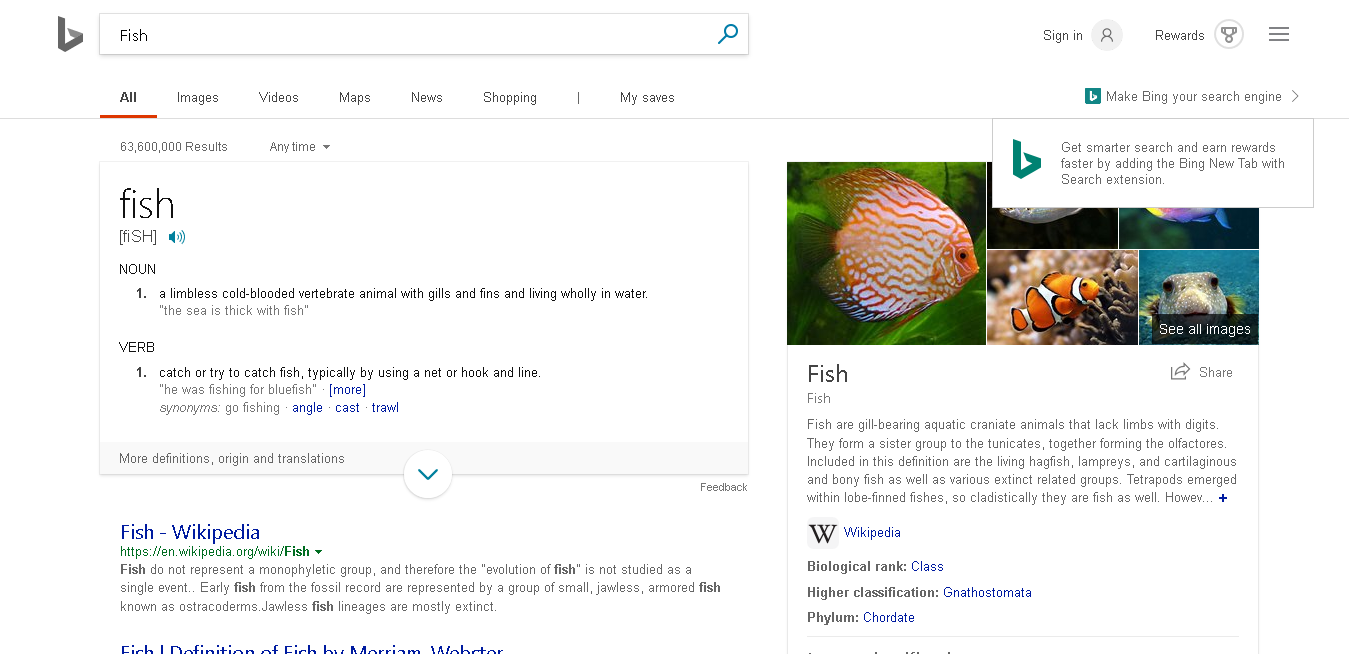 Fish
Sign in
Rewards
All Images Videos Maps News Shopping | My saves
Make Bing your search engine
63,600,000 Results Any time
Get smarter search and earn rewards
faster by adding the Bing New Tab with
Search extension.
fish
[fiSH]
NOUN
1. a limbless cold-blooded vertebrate animal with gills and fins and living wholly in water.
"the sea is thick with fish"
VERB
1. catch or try to catch fish, typically by using a net or hook and line.
"he was fishing for bluefish" · [more]
synonyms: go fishing · angle · cast · trawl
More definitions, origin and translations
Feedback
Fish - Wikipedia
https://en.wikipedia.org/wiki/Fish
Fish do not represent a monophyletic group, and therefore the "evolution of fish" is not studied as a
single event.. Early fish from the fossil record are represented by a group of small, jawless, armored fish
known as ostracoderms.Jawless fish lineages are mostly extinct.
Fish | Definition of Fish by Merriam-Webster
See all images
Fish
Share
Fish
Fish are gill-bearing aquatic craniate animals that lack limbs with digits.
They form a sister group to the tunicates, together forming the olfactores.
Included in this definition are the living hagfish, lampreys, and cartilaginous
and bony fish as well as various extinct related groups. Tetrapods emerged
within lobe-finned fishes, so cladistically they are fish as well. Howev... +
W Wikipedia
Biological rank: Class
Higher classification: Gnathostomata
Phylum: Chordate